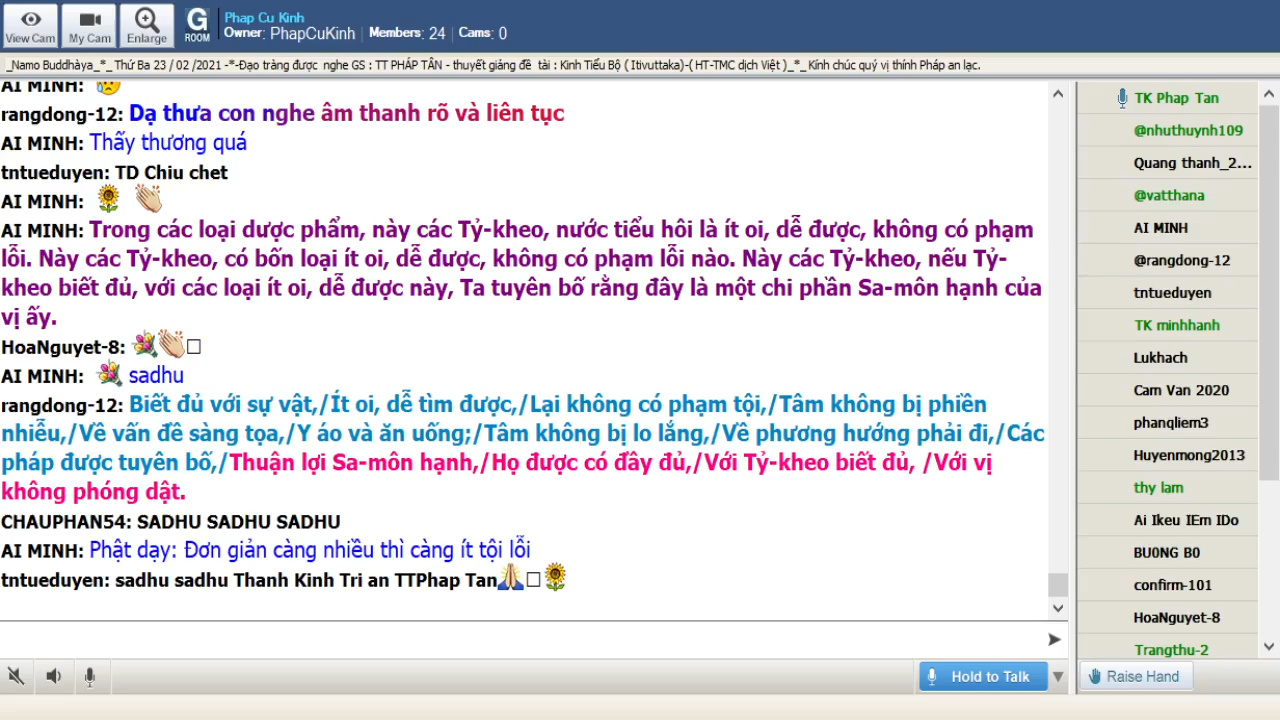 View Cam
My Cam
Enlarge
G
ROOM
Phap Cu Kinh
Owner: PhapCuKinh | Members: 24 | Cams: 0
_Namo Buddhàya_*_ Thứ Ba 23 / 02 /2021 -*-Đạo tràng được nghe GS : TT PHÁP TÂN - thuyết giảng đề tài : Kinh Tiểu Bộ ( Itivuttaka)-( HT-TMC dịch Việt )_*_ Kính chúc quý vị thính Pháp an lạc.
AI MINH:
rangdong-12: Dạ thưa con nghe âm thanh rõ và liên tục
AI MINH: Thấy thương quá
tntueduyen: TD Chiu chet
AI MINH:
AI MINH: Trong các loại dược phẩm, này các Tỷ-kheo, nước tiểu hôi là ít oi, dễ được, không có phạm
lỗi. Này các Tỷ-kheo, có bốn loại ít oi, dễ được, không có phạm lỗi nào. Này các Tỷ-kheo, nếu Tỷ-
kheo biết đủ, với các loại ít oi, dễ được này, Ta tuyên bố rằng đây là một chi phần Sa-môn hạnh của
vị ấy.
HoaNguyet-8:
AI MINH: sadhu
rangdong-12: Biết đủ với sự vật,/Ít oi, dễ tìm được,/Lại không có phạm tội,/Tâm không bị phiền
nhiễu,/Về vấn đề sàng tọa,/Y áo và ăn uống;/Tâm không bị lo lắng,/Về phương hướng phải đi,/Các
pháp được tuyên bố,/Thuận lợi Sa-môn hạnh,/Họ được có đầy đủ,/Với Tỷ-kheo biết đủ, /Với vị
không phóng dật.
CHAUPHAN54: SADHU SADHU SADHU
AI MINH: Phật dạy: Đơn giản càng nhiều thì càng ít tội lỗi
tntueduyen: sadhu sadhu Thanh Kinh Tri an TTPhap Tan
TK Phap Tan
@nhuthuynh109
Quang thanh_2...
@vatthana
AI MINH
@rangdong-12
tntueduyen
TK minhhanh
Lukhach
Cam Van 2020
phanqliem3
Huyenmong2013
thy lam
Ai Ikeu IEm IDo
BU0NG B0
confirm-101
HoaNguyet-8
Trangthu-2
Hold to Talk
Raise Hand